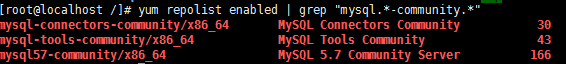 [root@localhost /]# yum repolist enabled | grep "mysql.*-community.*"
mysql-connectors-community/x86_64 MySQL Connectors Community 30
mysql-tools-community/x86_64 MySQL Tools Community 43
mysql57-community/x86_64 MySQL 5.7 Community Server 166